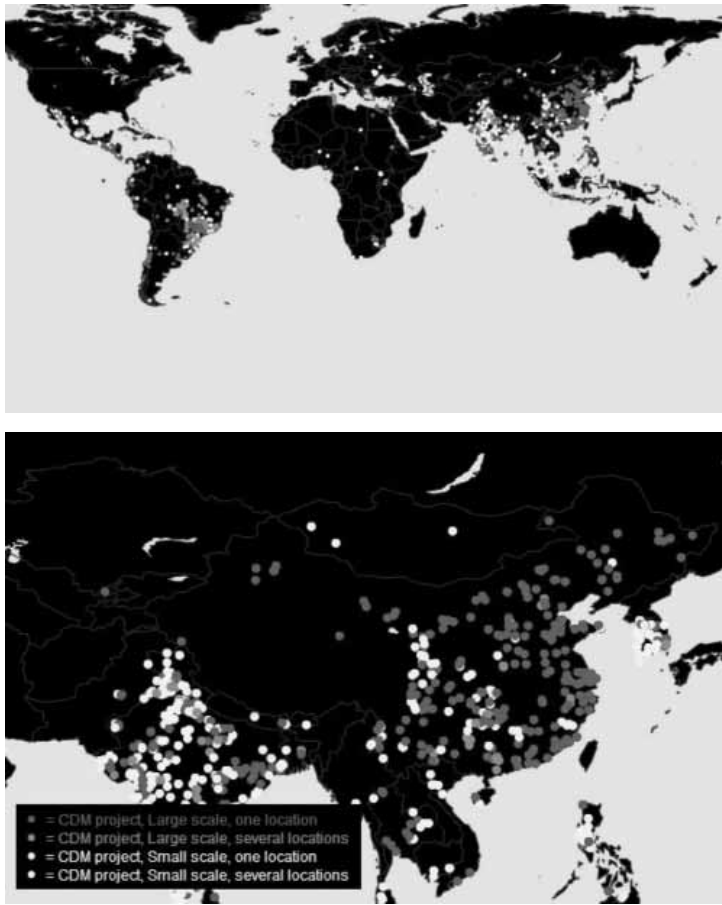 = CDM project, Large scale, one location
= CDM project, Large scale, several locations
= CDM project, Small scale, one location
= CDM project, Small scale, several locations